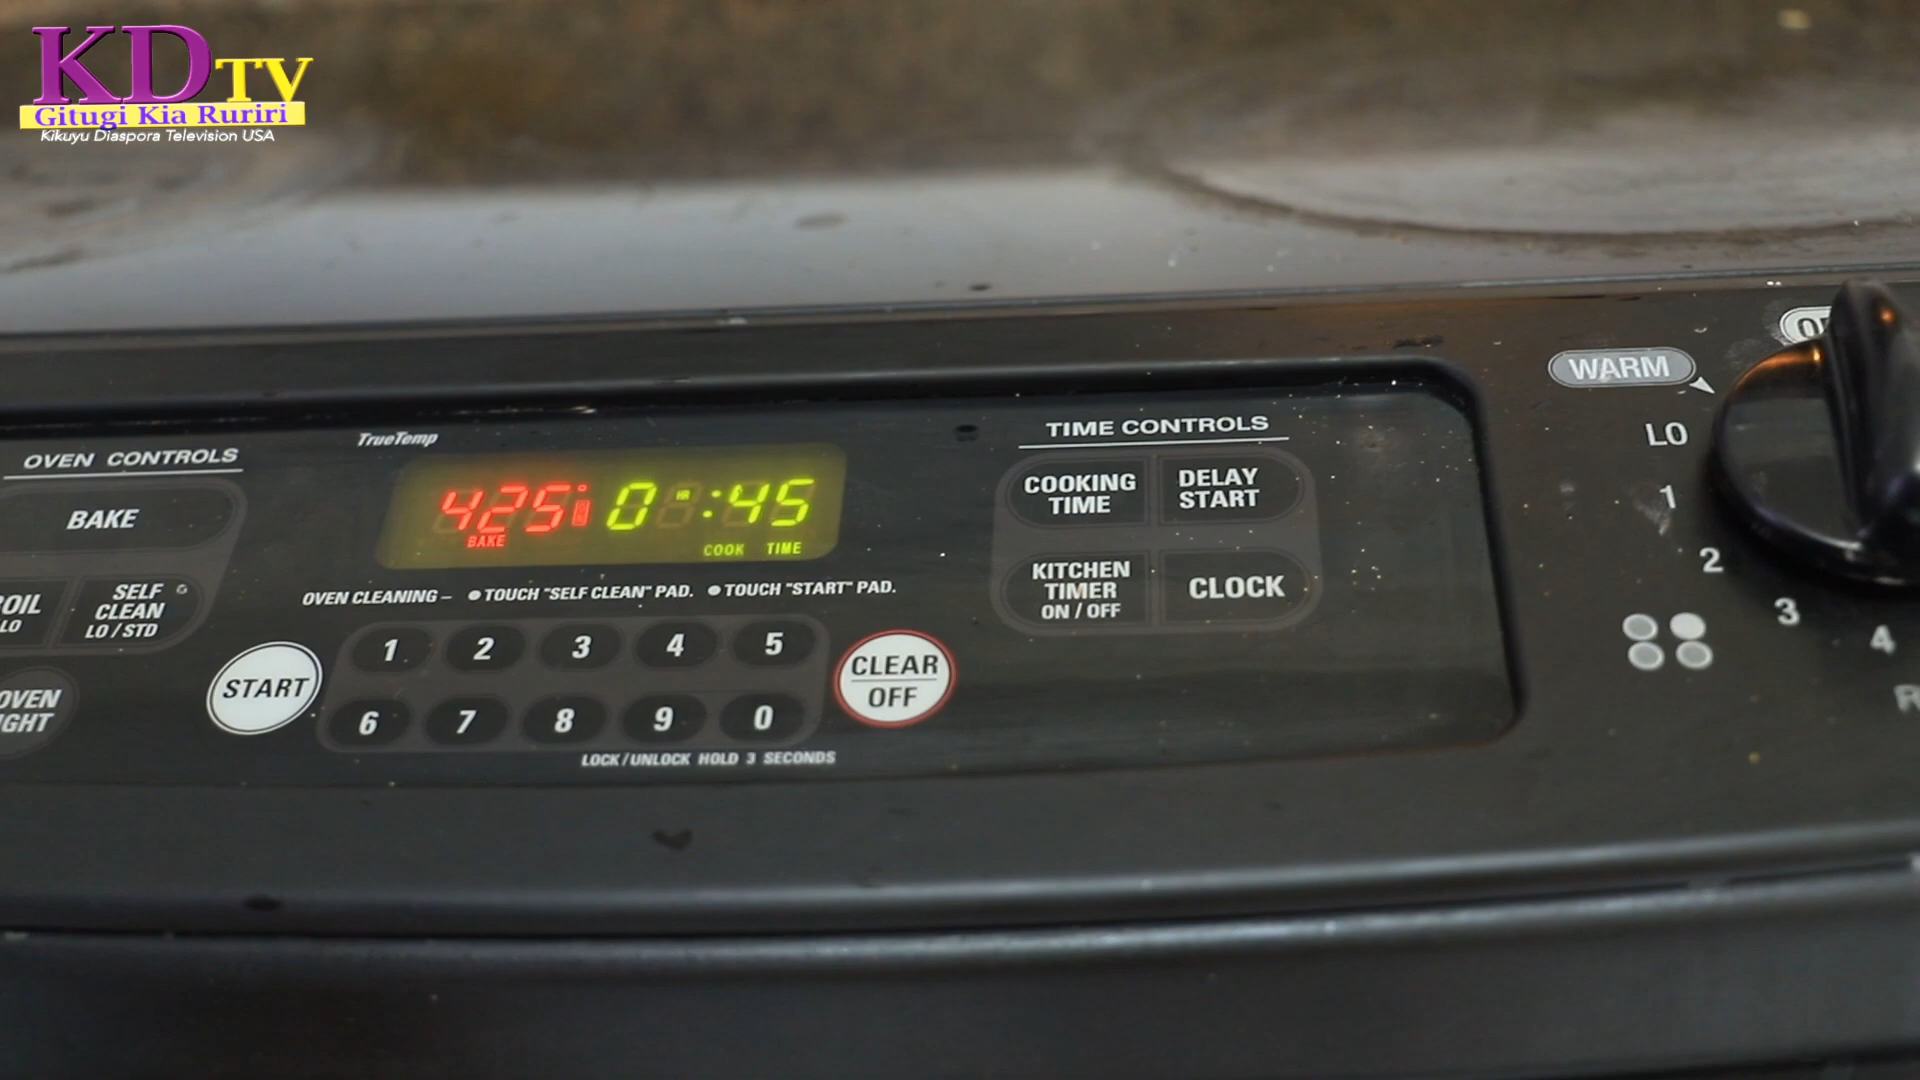 KDTV
Gitugi Kia Ruriri
Kikuyu Diaspora Television USA
OVEN CONTROLS
BAKE
SELF
CLEAN
LO / STD
LO
OVEN
START
TrueTemp
425
BAKE
0 HR :45
COOK TIME
OVEN CLEANING – ● TOUCH "SELF CLEAN" PAD. ● TOUCH "START" PAD.
1 2 3 4 5
6 7 8 9 0
LOCK / UNLOCK HOLD 3 SECONDS
CLEAR
OFF
TIME CONTROLS
COOKING
TIME
DELAY
START
KITCHEN
TIMER
ON / OFF
CLOCK
WARM
LO
1
2
3
4